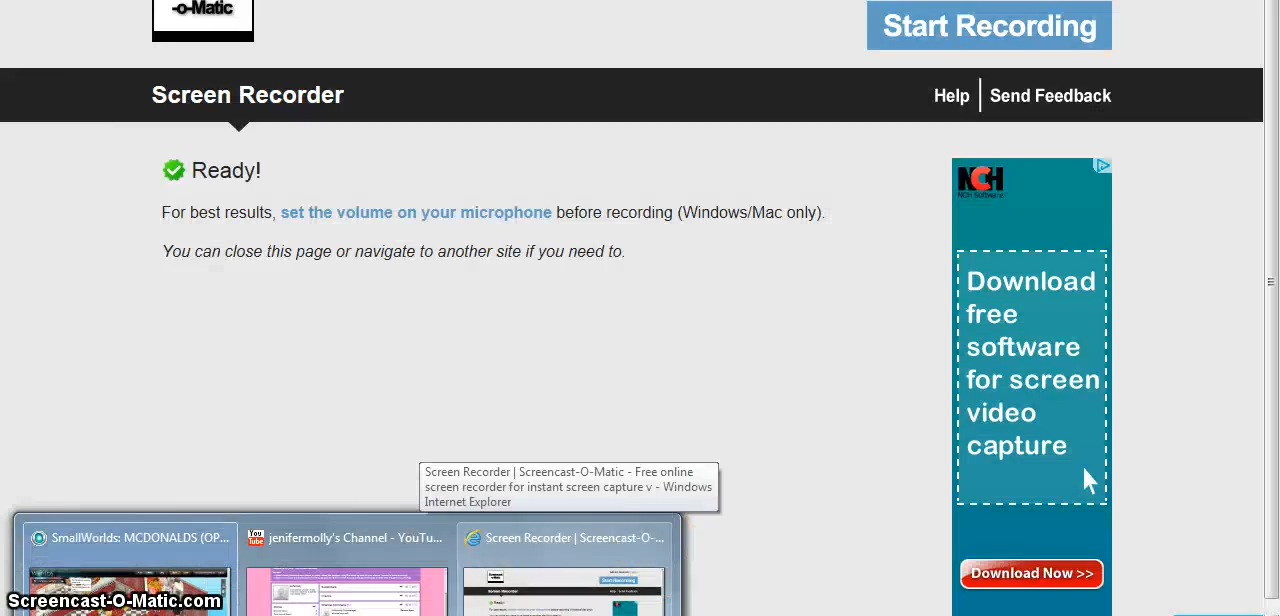 -o-Matic
Start Recording
Screen Recorder
Help
Send Feedback
Ready!
For best results, set the volume on your microphone before recording (Windows/Mac only).
You can close this page or navigate to another site if you need to.
NCH
NCH Software
Download
free
software
for screen
video
capture
Download Now >>
Screen Recorder | Screencast-O-Matic - Free online
screen recorder for instant screen capture v - Windows
Internet Explorer
SmallWorlds: MCDONALDS (OP...
You Tube
jenifermolly's Channel - YouTu...
Screen Recorder | Screencast-O-...
Start Recording
Screencast-O-Matic.com